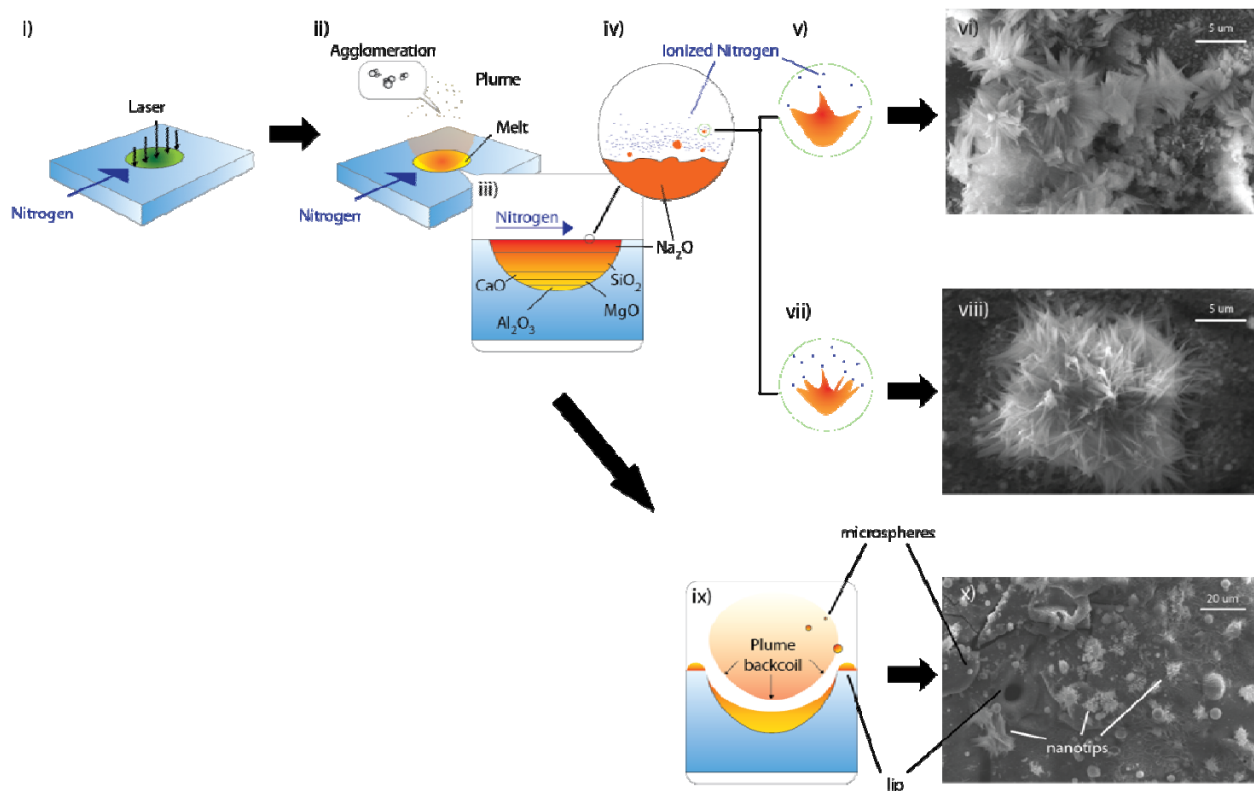 i)
Laser
Nitrogen
ii)
Agglomeration
Plume
Melt
Nitrogen
iii)
Nitrogen
Na2O
CaO
SiO2
MgO
Al2O3
iv)
Ionized Nitrogen
v)
vi)
5 um
vii)
viii)
5 um
microspheres
ix)
Plume
backcoil
lip
x)
20 um
nanotips